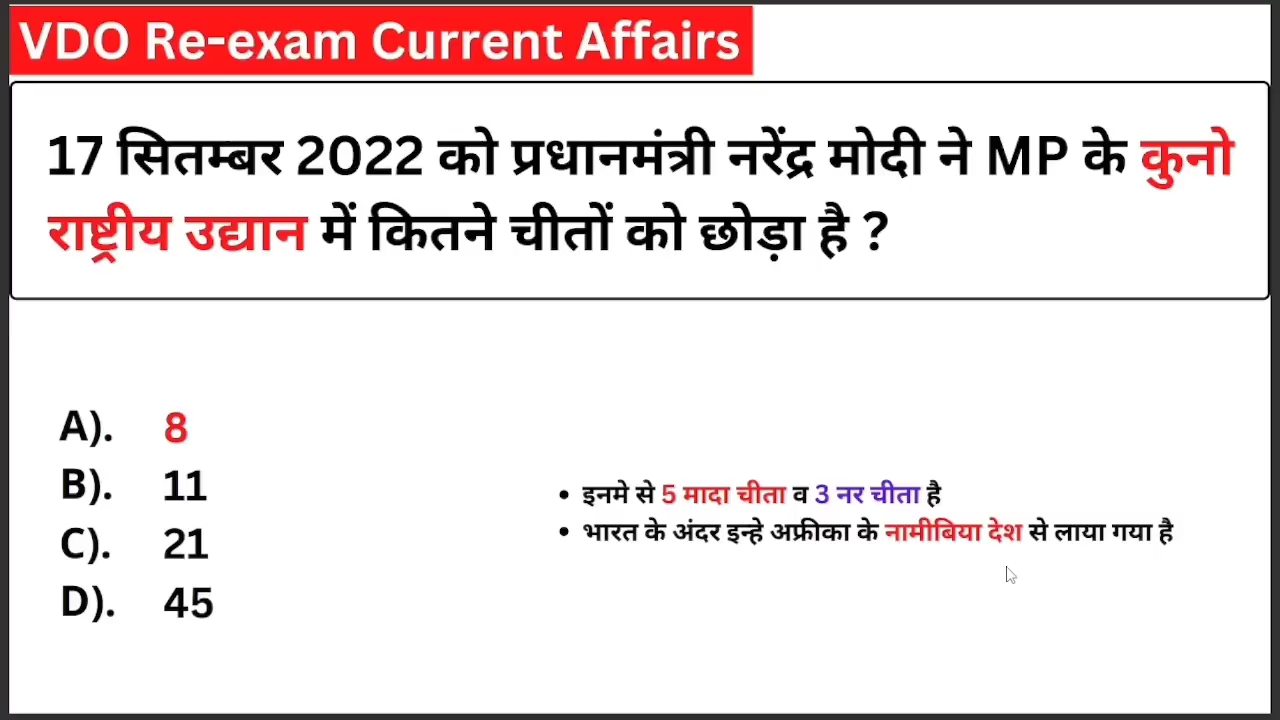 VDO Re-exam Current Affairs
17 सितम्बर 2022 को प्रधानमंत्री नरेंद्र मोदी ने MP के कुनो
राष्ट्रीय उद्यान में कितने चीतों को छोड़ा है ?
A). 8
B). 11
C). 21
D). 45
• इनमे से 5 मादा चीता व 3 नर चीता है
• भारत के अंदर इन्हे अफ्रीका के नामीबिया देश से लाया गया है